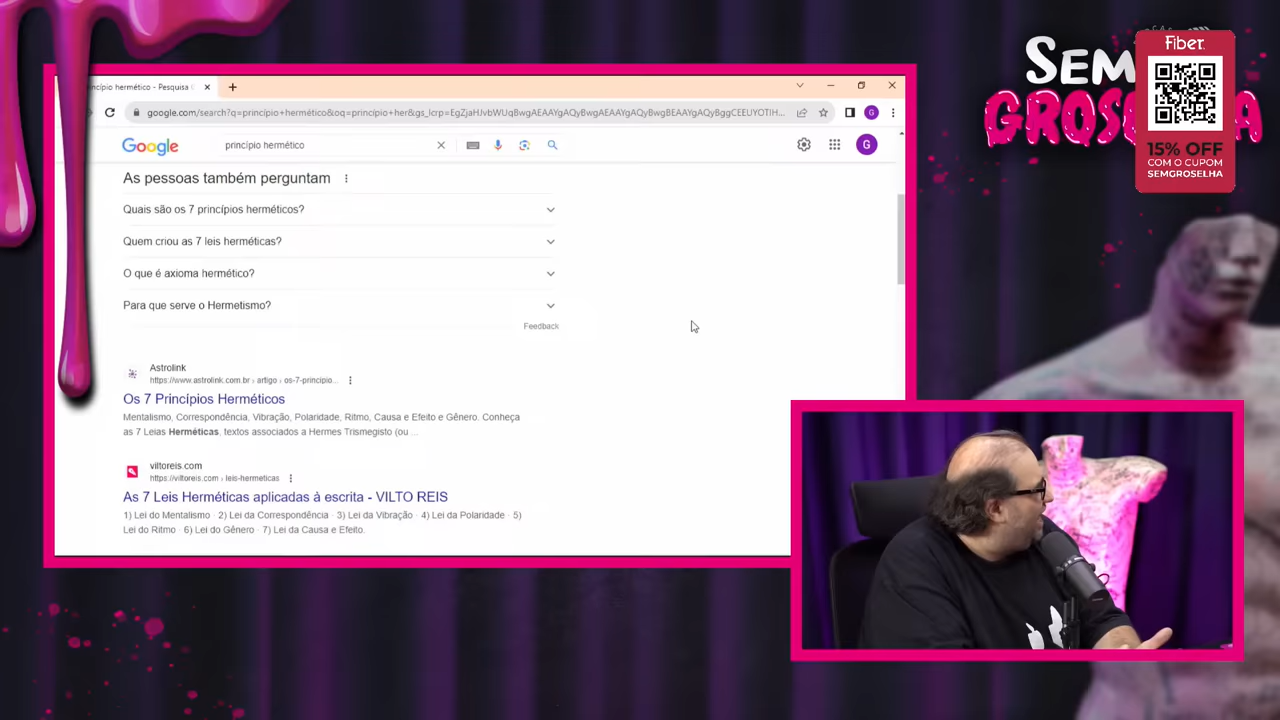 princípio hermético - Pesquisa
google.com/search?q=princípio+hermético&oq=princípio+her&gs_lcrp=EgZjaHJvbWUqBwgAEAAYgAQyBwgAEAAYgAQyBwgBEAAYgAQyBggCEEUYOTIH...
Google
princípio hermético
G
G
As pessoas também perguntam
Quais são os 7 princípios herméticos?
Quem criou as 7 leis herméticas?
O que é axioma hermético?
Para que serve o Hermetismo?
Feedback
Astrolink
https://www.astrolink.com.br › artigo › os-7-principio...
Os 7 Princípios Herméticos
Mentalismo, Correspondência, Vibração, Polaridade, Ritmo, Causa e Efeito e Gênero. Conheça
as 7 Leias Herméticas, textos associados a Hermes Trismegisto (ou ...
viltoreis.com
https://viltoreis.com › leis-hermeticas
As 7 Leis Herméticas aplicadas à escrita - VILTO REIS
1) Lei do Mentalismo · 2) Lei da Correspondência · 3) Lei da Vibração · 4) Lei da Polaridade · 5)
Lei do Ritmo · 6) Lei do Gênero · 7) Lei da Causa e Efeito.
SEM
GROSELHA
Fiber.
15% OFF
COM O CUPOM
SEMGROSELHA